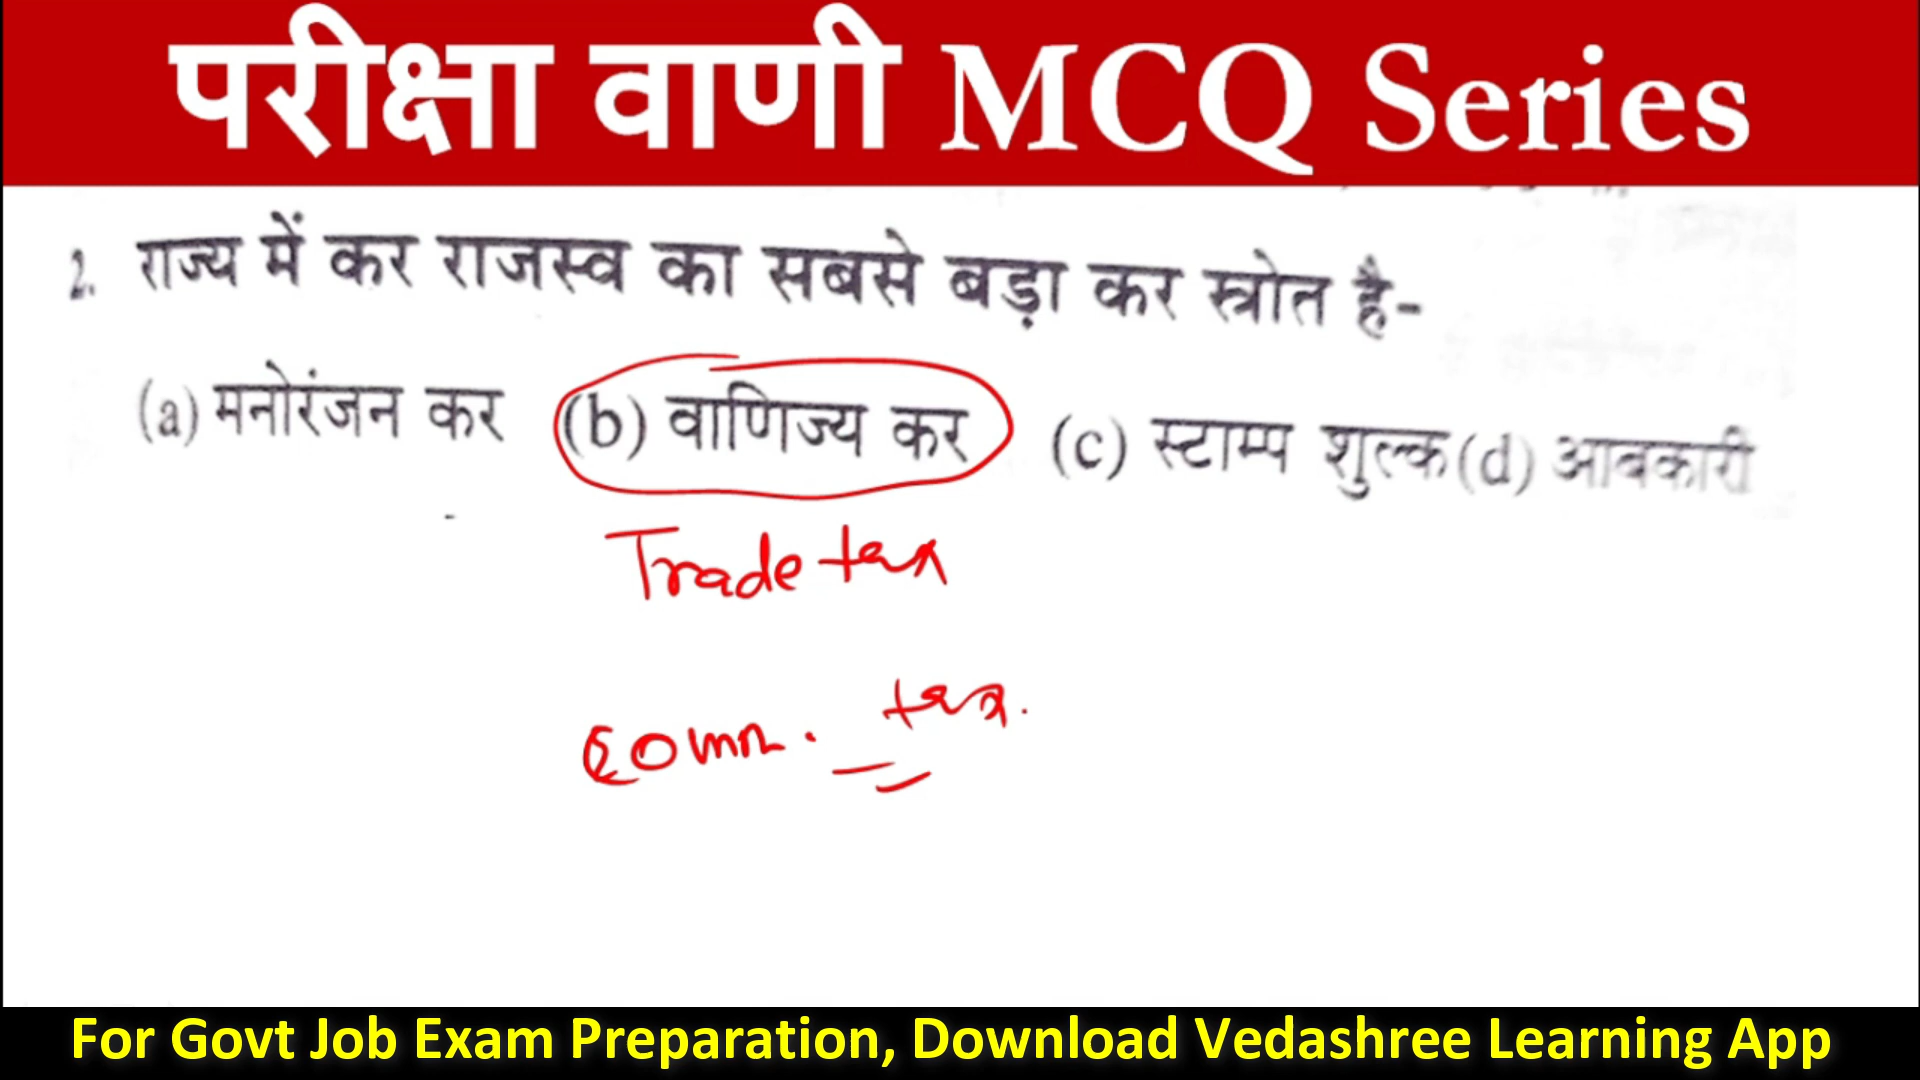 परीक्षा वाणी MCQ Series
2. राज्य में कर राजस्व का सबसे बड़ा कर स्त्रोत है-
(a) मनोरंजन कर (b) वाणिज्य कर (c) स्टाम्प शुल्क (d) आबकारी
Trade tax
Comm. tax.
For Govt Job Exam Preparation, Download Vedashree Learning App